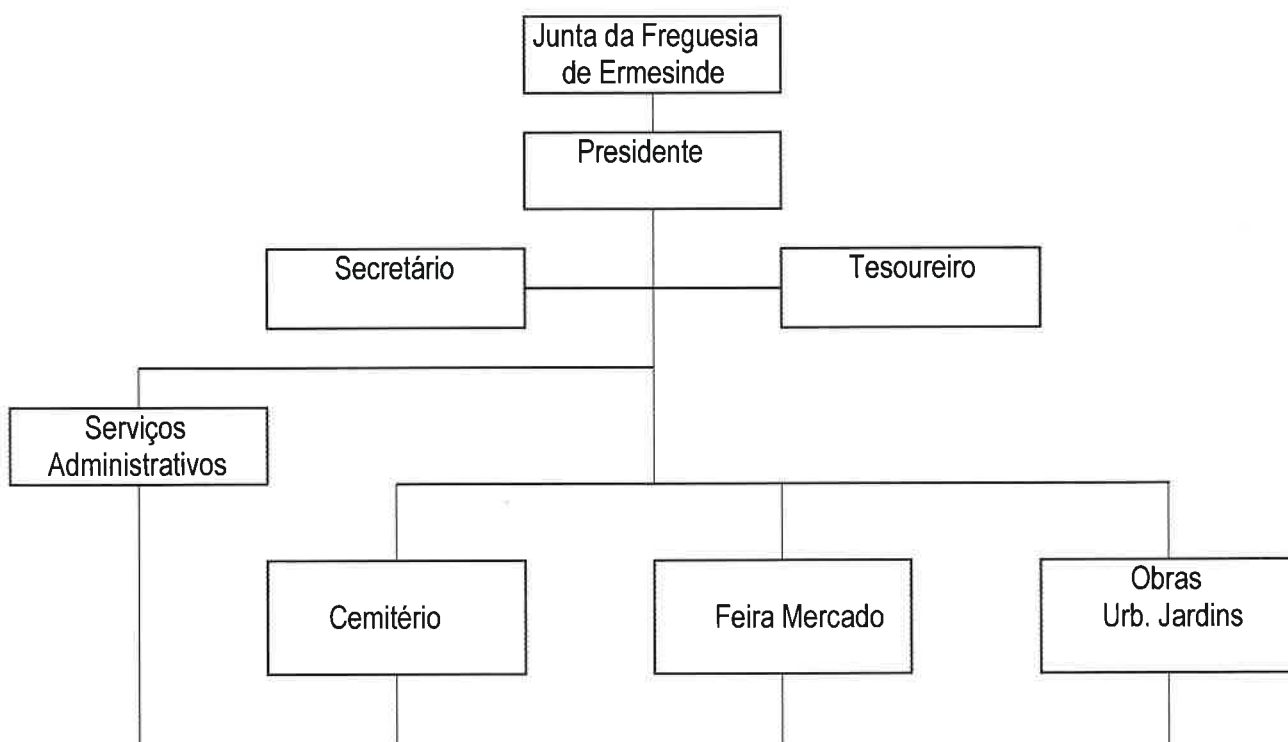 Junta da Freguesia
de Ermesinde
Presidente
Secretário
Tesoureiro
Serviços
Administrativos
Cemitério
Feira Mercado
Obras
Urb. Jardins